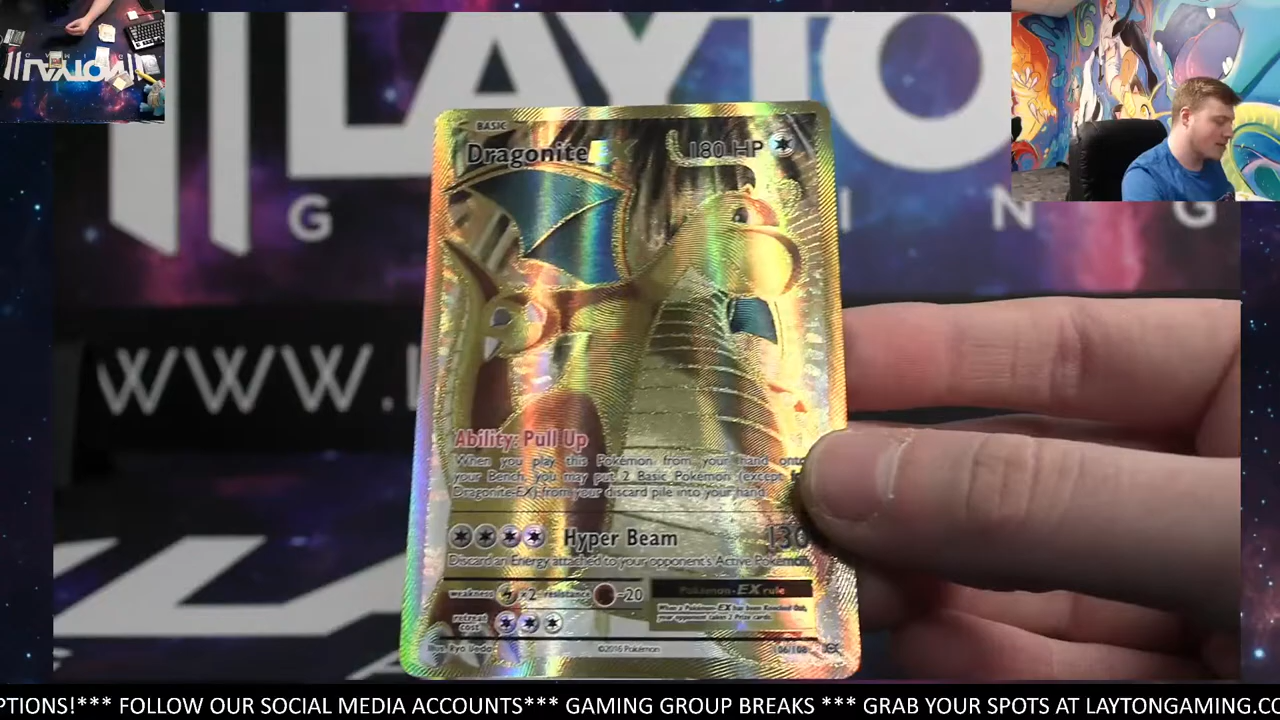 LAYTO
G I N G
WWW.
BASIC
Dragonite
180 HP
Ability: Pull Up
When you play this Pokémon from your hand onto
your Bench, you may put 2 Basic Pokémon (except
Dragonite-EX) from your discard pile into your hand.
Hyper Beam 130
Discard an Energy attached to your opponent's Active Pokémon.
weakness ×2 resistance -20
Pokémon-EX rule
When a Pokémon-EX has been Knocked Out,
your opponent takes 2 Prize cards.
retreat
cost
Illus. Ryo Ueda ©2016 Pokémon 106/108
PTIONS!*** FOLLOW OUR SOCIAL MEDIA ACCOUNTS*** GAMING GROUP BREAKS *** GRAB YOUR SPOTS AT LAYTONGAMING.CO